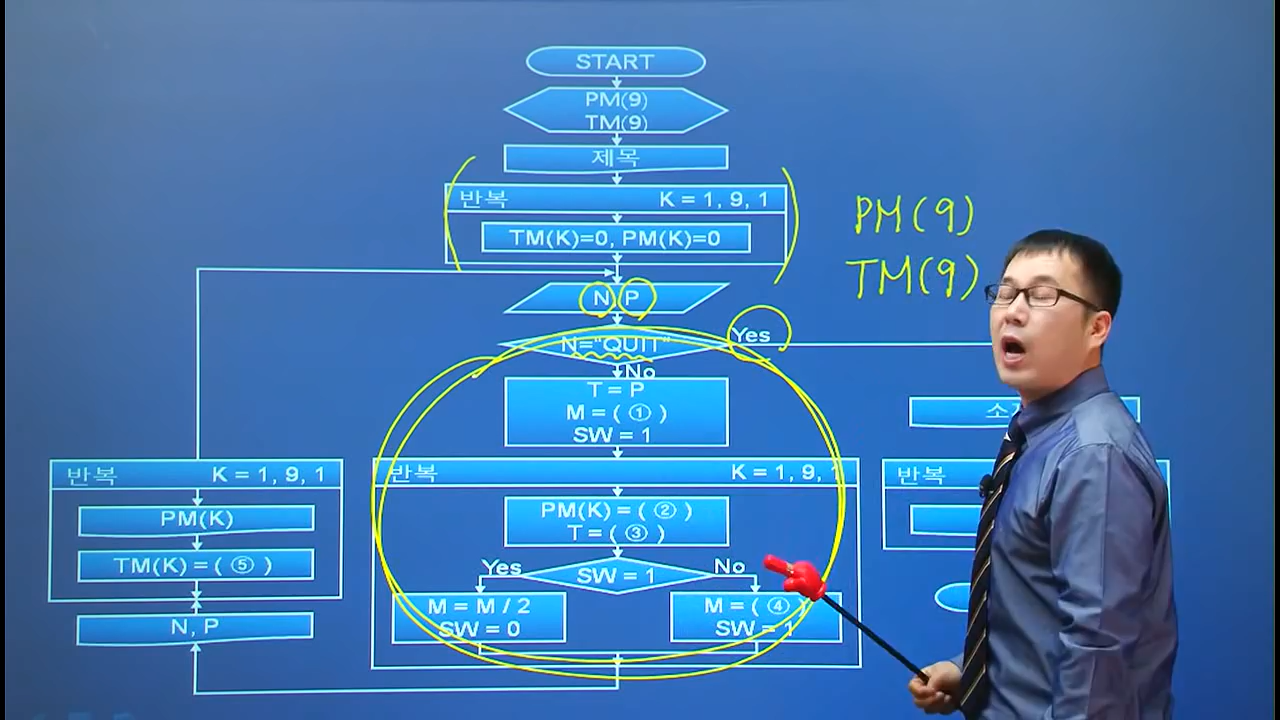 START
PM(9)
TM(9)
제목
반복 K = 1, 9, 1
TM(K)=0, PM(K)=0
PM(9)
TM(9)
N, P
N="QUIT"
Yes
No
T = P
M = ( ① )
SW = 1
반복 K = 1, 9, 1
PM(K) = ( ② )
T = ( ③ )
SW = 1
Yes
No
M = M / 2
SW = 0
M = ( ④ )
SW = 1
반복 K = 1, 9, 1
PM(K)
TM(K) = ( ⑤ )
N, P
반복